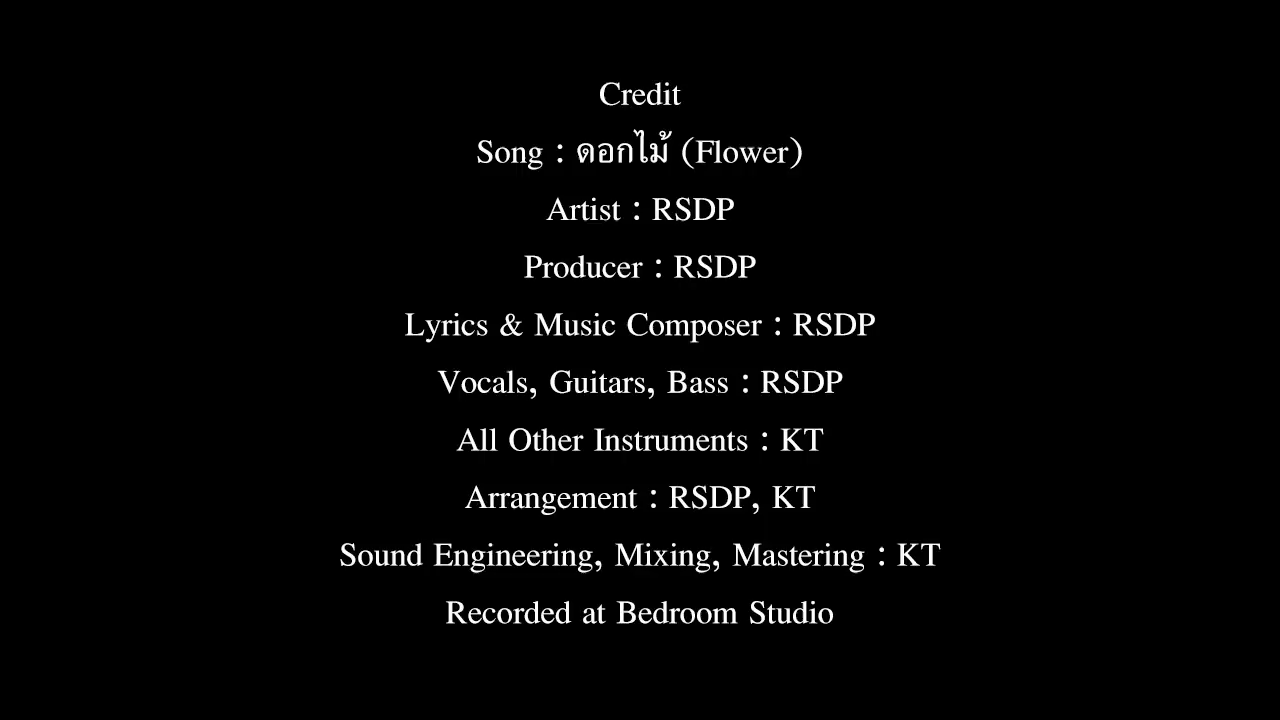 Credit
Song : ดอกไม้ (Flower)
Artist : RSDP
Producer : RSDP
Lyrics & Music Composer : RSDP
Vocals, Guitars, Bass : RSDP
All Other Instruments : KT
Arrangement : RSDP, KT
Sound Engineering, Mixing, Mastering : KT
Recorded at Bedroom Studio